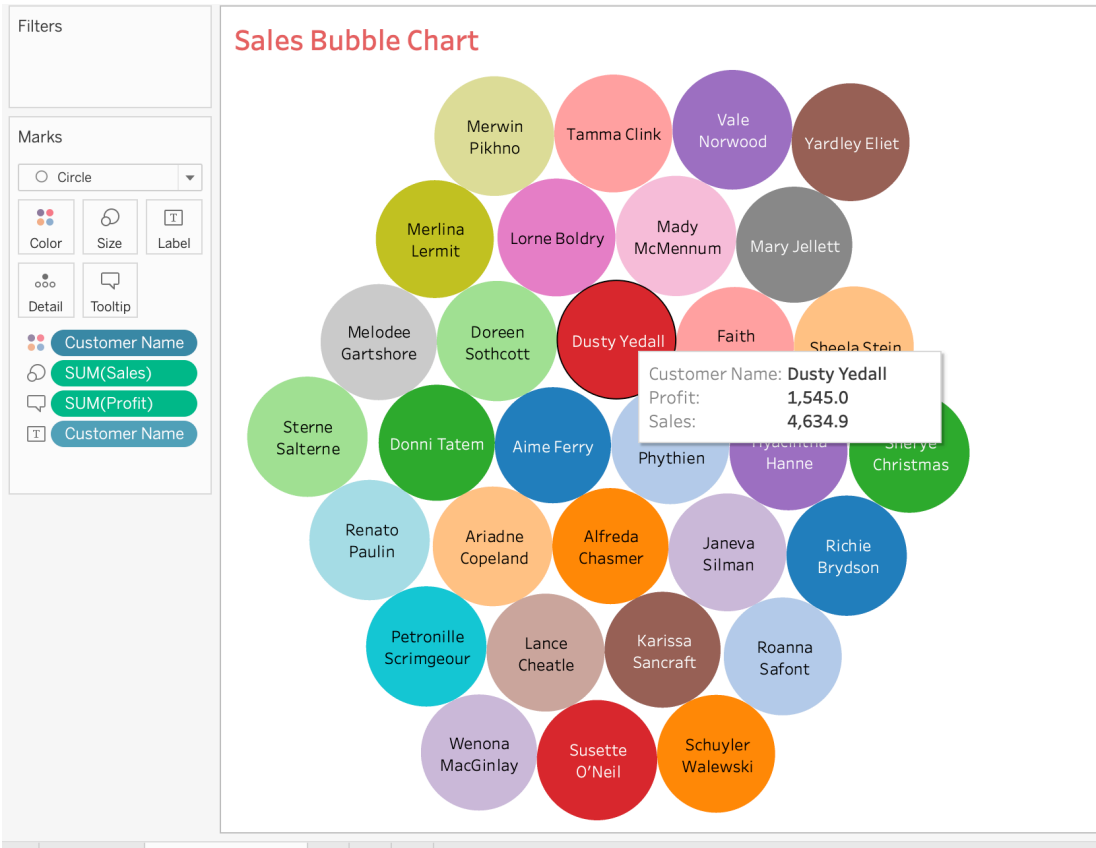 Filters
Marks
Circle
Color
Size
Label
Detail
Tooltip
Customer Name
SUM(Sales)
SUM(Profit)
Customer Name
Sales Bubble Chart
Merwin
Pikhno
Tamma Clink
Vale
Norwood
Yardley Eliet
Merlina
Lermit
Lorne Boldry
Mady
McMennum
Mary Jellett
Melodee
Gartshore
Doreen
Sothcott
Dusty Yedall
Faith
Sheela Stein
Customer Name: Dusty Yedall
Profit: 1,545.0
Sales: 4,634.9
Sterne
Salterne
Donni Tatem
Aime Ferry
Phythien
Hyacintha
Hanne
Sherye
Christmas
Renato
Paulin
Ariadne
Copeland
Alfreda
Chasmer
Janeva
Silman
Richie
Brydson
Petronille
Scrimgeour
Lance
Cheatle
Karissa
Sancraft
Roanna
Safont
Wenona
MacGinlay
Susette
O’Neil
Schuyler
Walewski